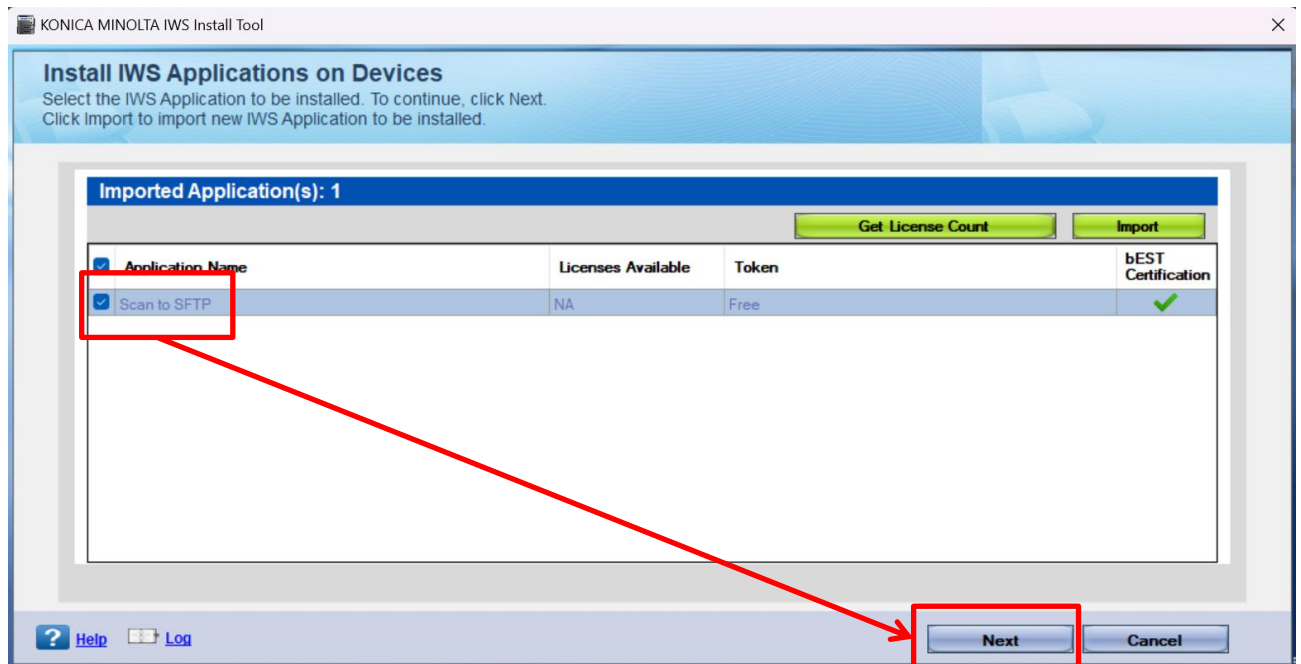 KONICA MINOLTA IWS Install Tool
Install IWS Applications on Devices
Select the IWS Application to be installed. To continue, click Next.
Click Import to import new IWS Application to be installed.
Imported Application(s): 1
Get License Count Import
Application Name Licenses Available Token bEST
Certification
Scan to SFTP NA Free
? Help Log Next Cancel